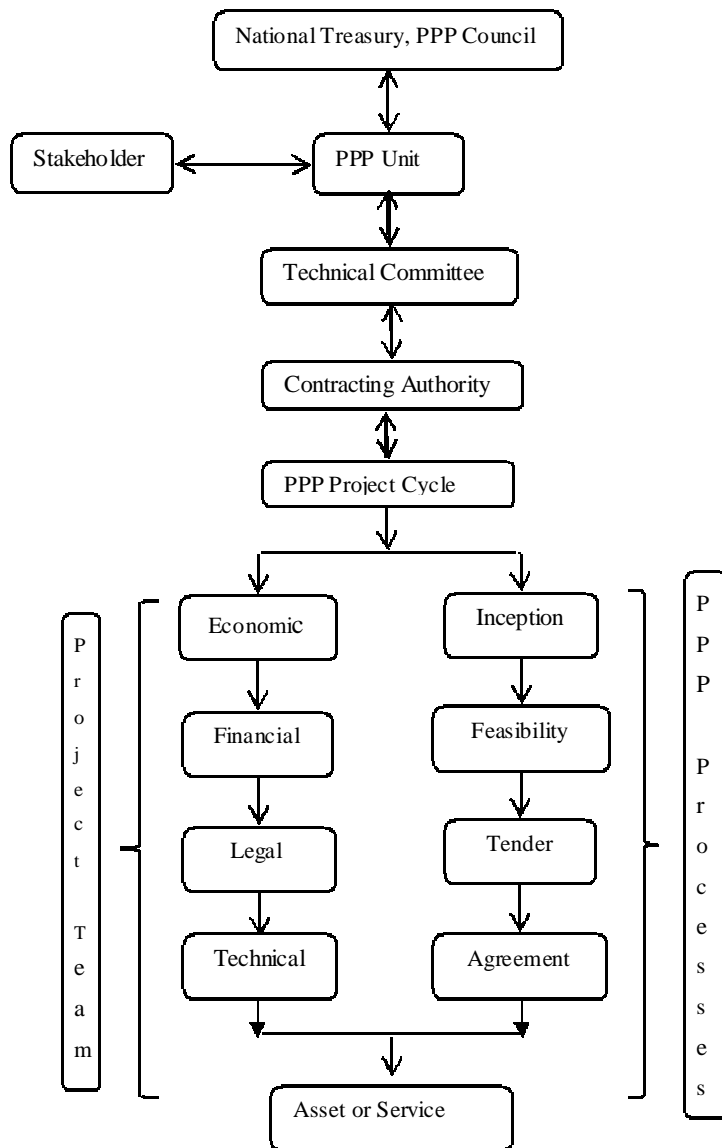 National Treasury, PPP Council
Stakeholder
PPP Unit
Technical Committee
Contracting Authority
PPP Project Cycle
Project Team
Economic
Financial
Legal
Technical
Inception
Feasibility
Tender
Agreement
PPP Processes
Asset or Service